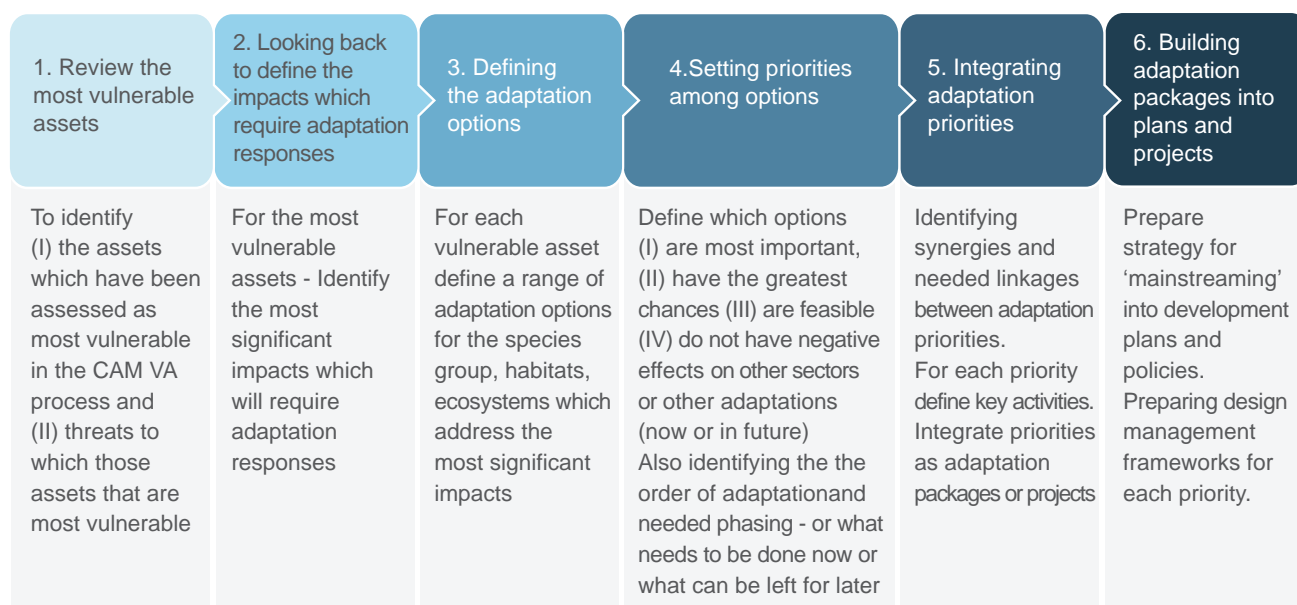 1. Review the
most vulnerable
assets
2. Looking back
to define the
impacts which
require adaptation
responses
3. Defining
the adaptation
options
4.Setting priorities
among options
5. Integrating
adaptation
priorities
6. Building
adaptation
packages into
plans and
projects
To identify
(I) the assets
which have been
assessed as
most vulnerable
in the CAM VA
process and
(II) threats to
which those
assets that are
most vulnerable
For the most
vulnerable
assets - Identify
the most
significant
impacts which
will require
adaptation
responses
For each
vulnerable asset
define a range of
adaptation options
for the species
group, habitats,
ecosystems which
address the
most significant
impacts
Define which options
(I) are most important,
(II) have the greatest
chances (III) are feasible
(IV) do not have negative
effects on other sectors
or other adaptations
(now or in future)
Also identifying the the
order of adaptationand
needed phasing - or what
needs to be done now or
what can be left for later
Identifying
synergies and
needed linkages
between adaptation
priorities.
For each priority
define key activities.
Integrate priorities
as adaptation
packages or projects
Prepare
strategy for
‘mainstreaming’
into development
plans and
policies.
Preparing design
management
frameworks for
each priority.